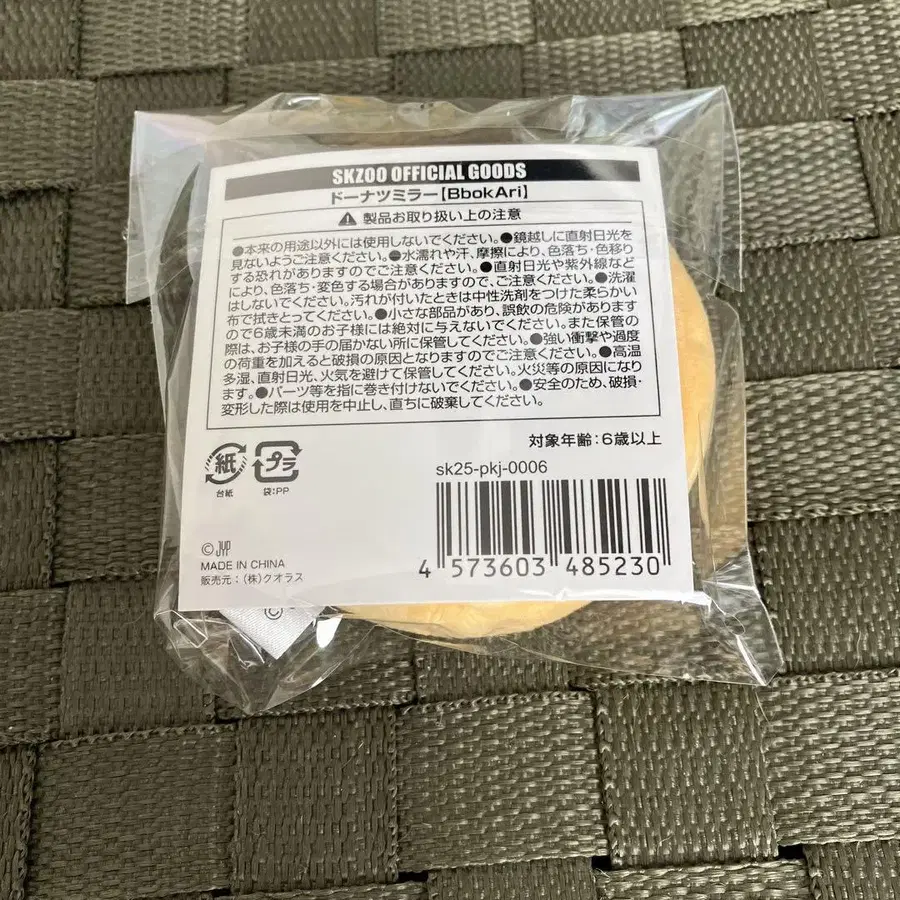 SKZOO OFFICIAL GOODS
ドーナツミラー【BbokAri】
⚠ 製品お取り扱い上の注意
●本来の用途以外には使用しないでください。●鏡越しに直射日光を
見ないようご注意ください。●水濡れや汗、摩擦により、色落ち・色移り
する恐れがありますのでご注意ください。●直射日光や紫外線など
により、色落ち・変色する場合がありますので、ご注意ください。●洗濯
はしないでください。汚れが付いたときは中性洗剤をつけた柔らかい
布で拭きとってください。●小さな部品があり、誤飲の危険があります
ので6歳未満のお子様には絶対に与えないでください。また保管の
際は、お子様の手の届かない所に保管してください。●強い衝撃や過度
の荷重を加えると破損の原因となりますのでご注意ください。●高温
多湿、直射日光、火気を避けて保管してください。火災等の原因になり
ます。●パーツ等を指に巻き付けないでください。●安全のため、破損・
変形した際は使用を中止し、直ちに破棄してください。
対象年齢:6歳以上
紙
台紙
プラ
袋:PP
sk25-pkj-0006
4 573603 485230
© JYP
MADE IN CHINA
販売元:(株)クオラス
©